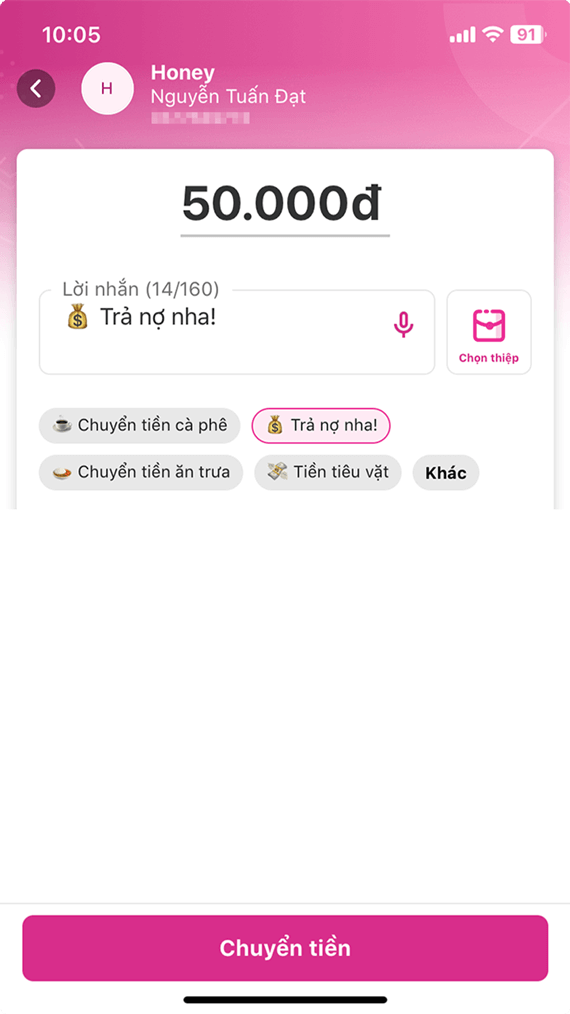 10:05
91
Honey
H
Nguyễn Tuấn Đạt
50.000đ
Lời nhắn (14/160)
💰 Trả nợ nha!
Chọn thiệp
☕ Chuyển tiền cà phê
💰 Trả nợ nha!
🍛 Chuyển tiền ăn trưa
💸 Tiền tiêu vặt
Khác
Chuyển tiền